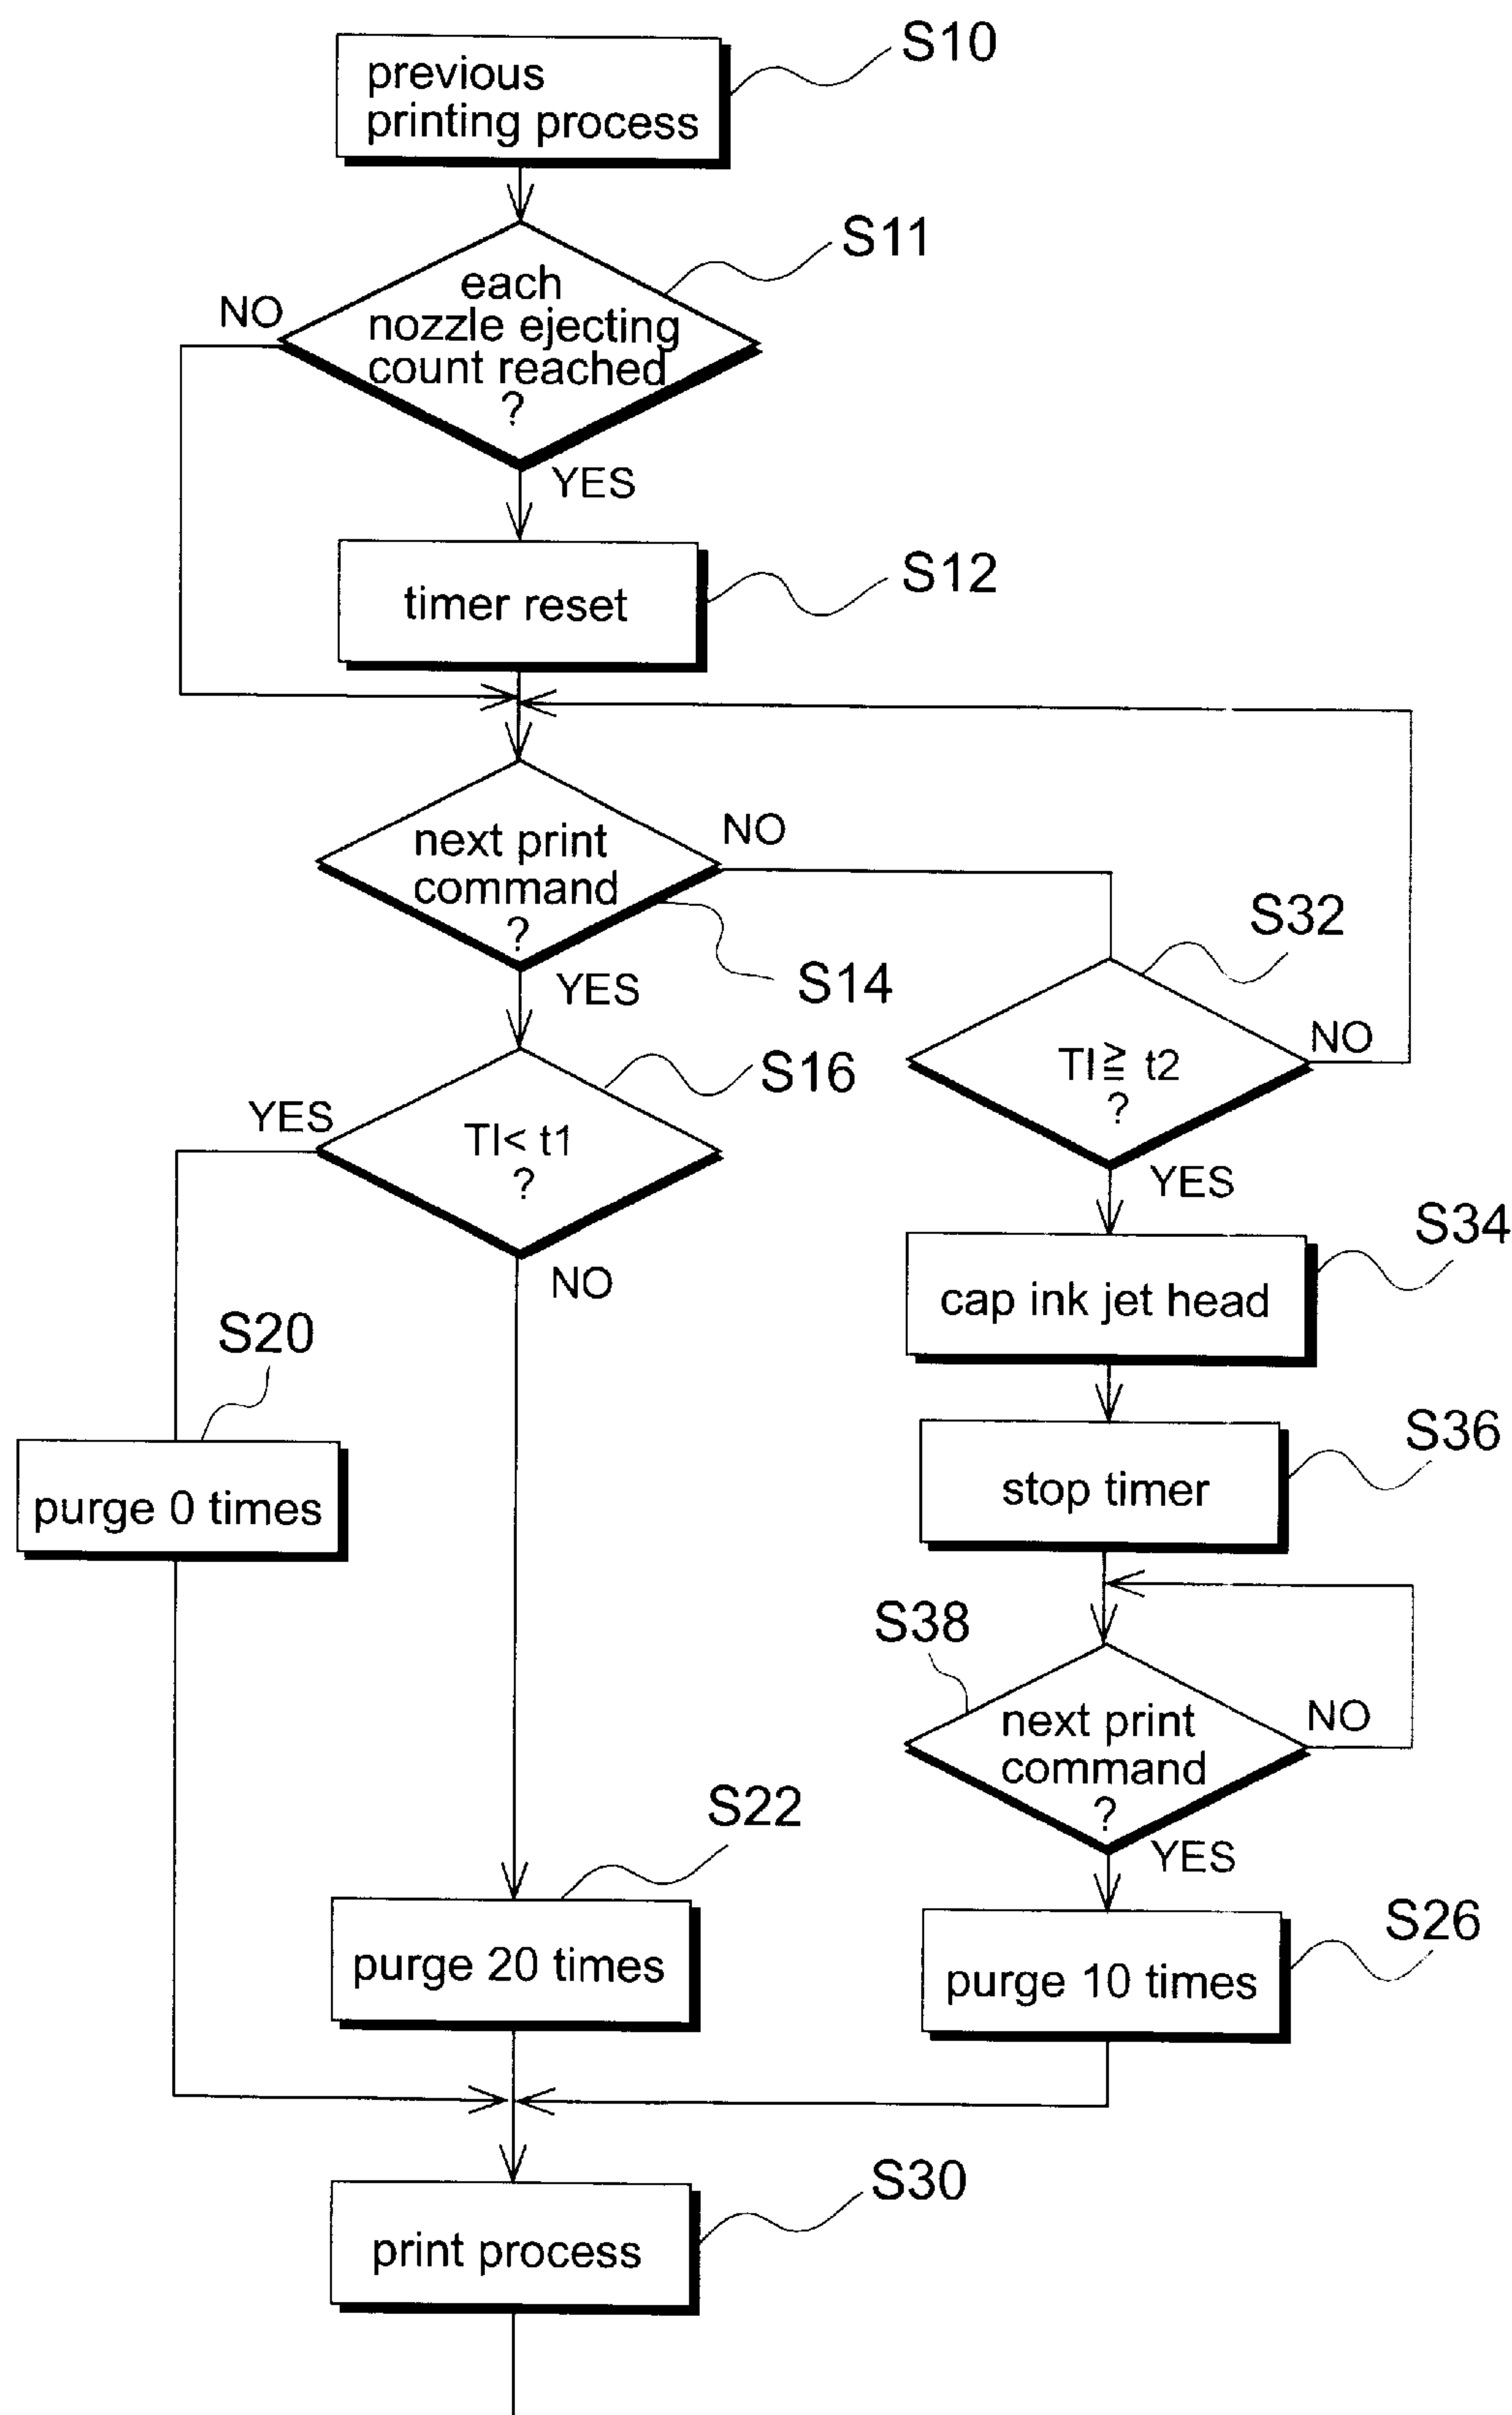 S10
previous
printing process
S11
NO
each
nozzle ejecting
count reached
?
YES
S12
timer reset
next print
command
?
NO
S14
YES
S32
TI≧ t2
?
NO
YES
S16
YES
TI< t1
?
NO
S34
cap ink jet head
S20
purge 0 times
S36
stop timer
S38
next print
command
?
NO
YES
S22
purge 20 times
S26
purge 10 times
S30
print process